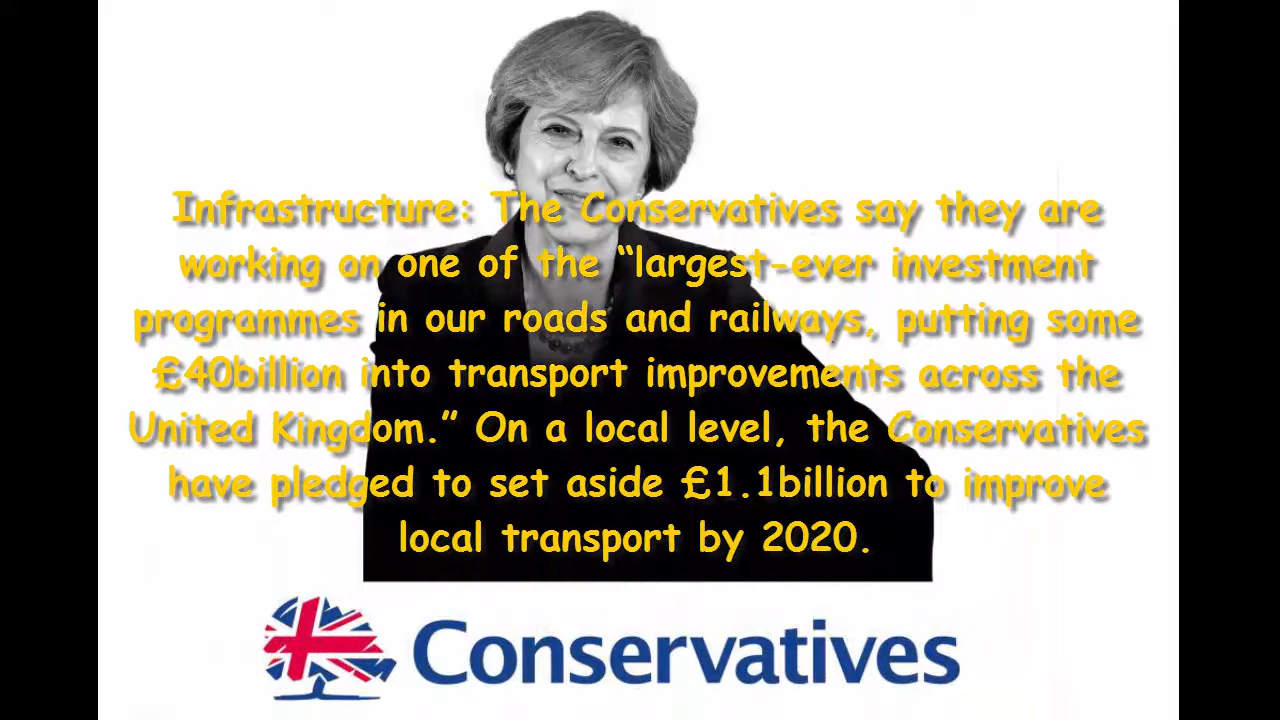 Infrastructure: The Conservatives say they are
working on one of the “largest-ever investment
programmes in our roads and railways, putting some
£40billion into transport improvements across the
United Kingdom.” On a local level, the Conservatives
have pledged to set aside £1.1billion to improve
local transport by 2020.
Conservatives